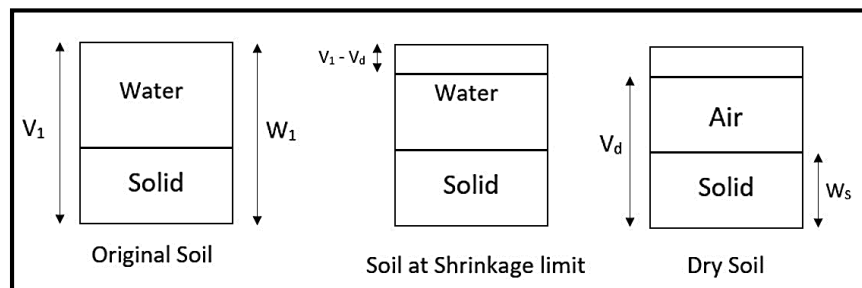 V₁
Water
Solid
W₁
Original Soil
V₁ - V_d
Water
Solid
Soil at Shrinkage limit
V_d
Air
Solid
W_s
Dry Soil